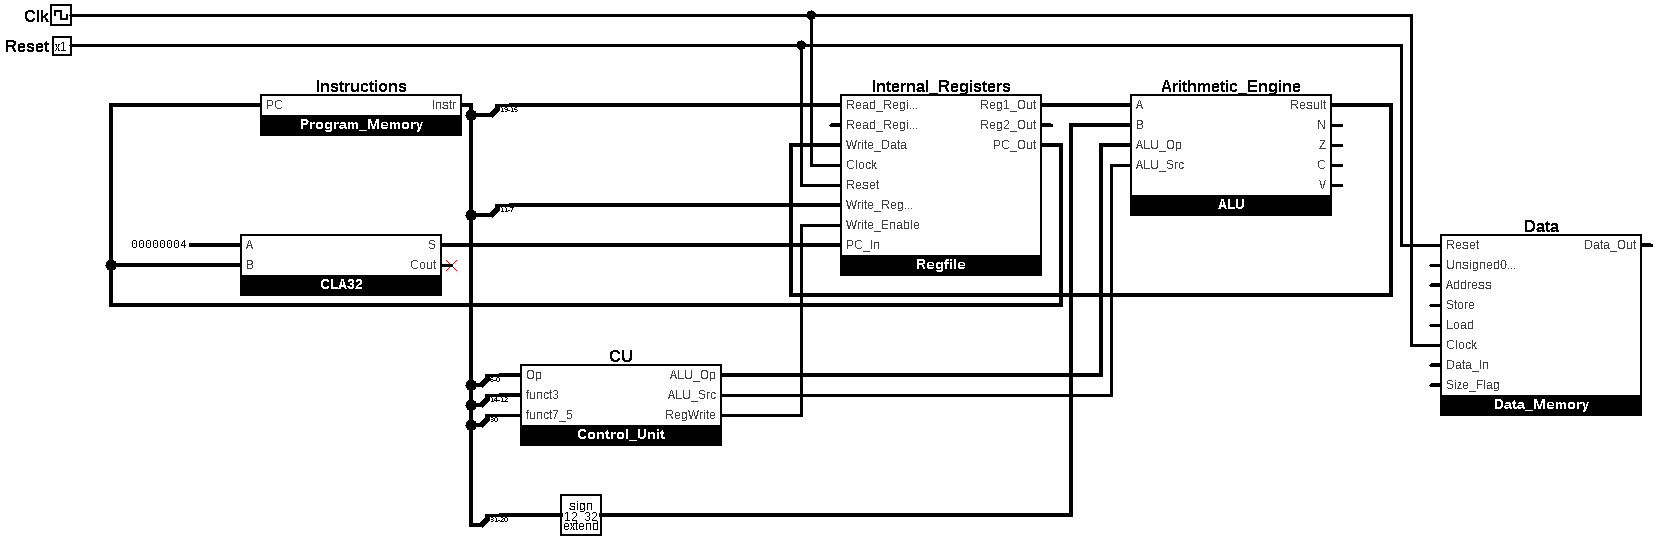 Clk
Reset x1
Instructions
PC Instr
Program_Memory
19-15
11-7
00000004
A S
B Cout
CLA32
Internal_Registers
Read_Regi... Reg1_Out
Read_Regi... Reg2_Out
Write_Data PC_Out
Clock
Reset
Write_Reg...
Write_Enable
PC_In
Regfile
Arithmetic_Engine
A Result
B N
ALU_Op Z
ALU_Src C
V
ALU
Data
Reset Data_Out
Unsigned0...
Address
Store
Load
Clock
Data_In
Size_Flag
Data_Memory
CU
6-0
14-12
30
Op ALU_Op
funct3 ALU_Src
funct7_5 RegWrite
Control_Unit
31-20
sign
12_32
extend